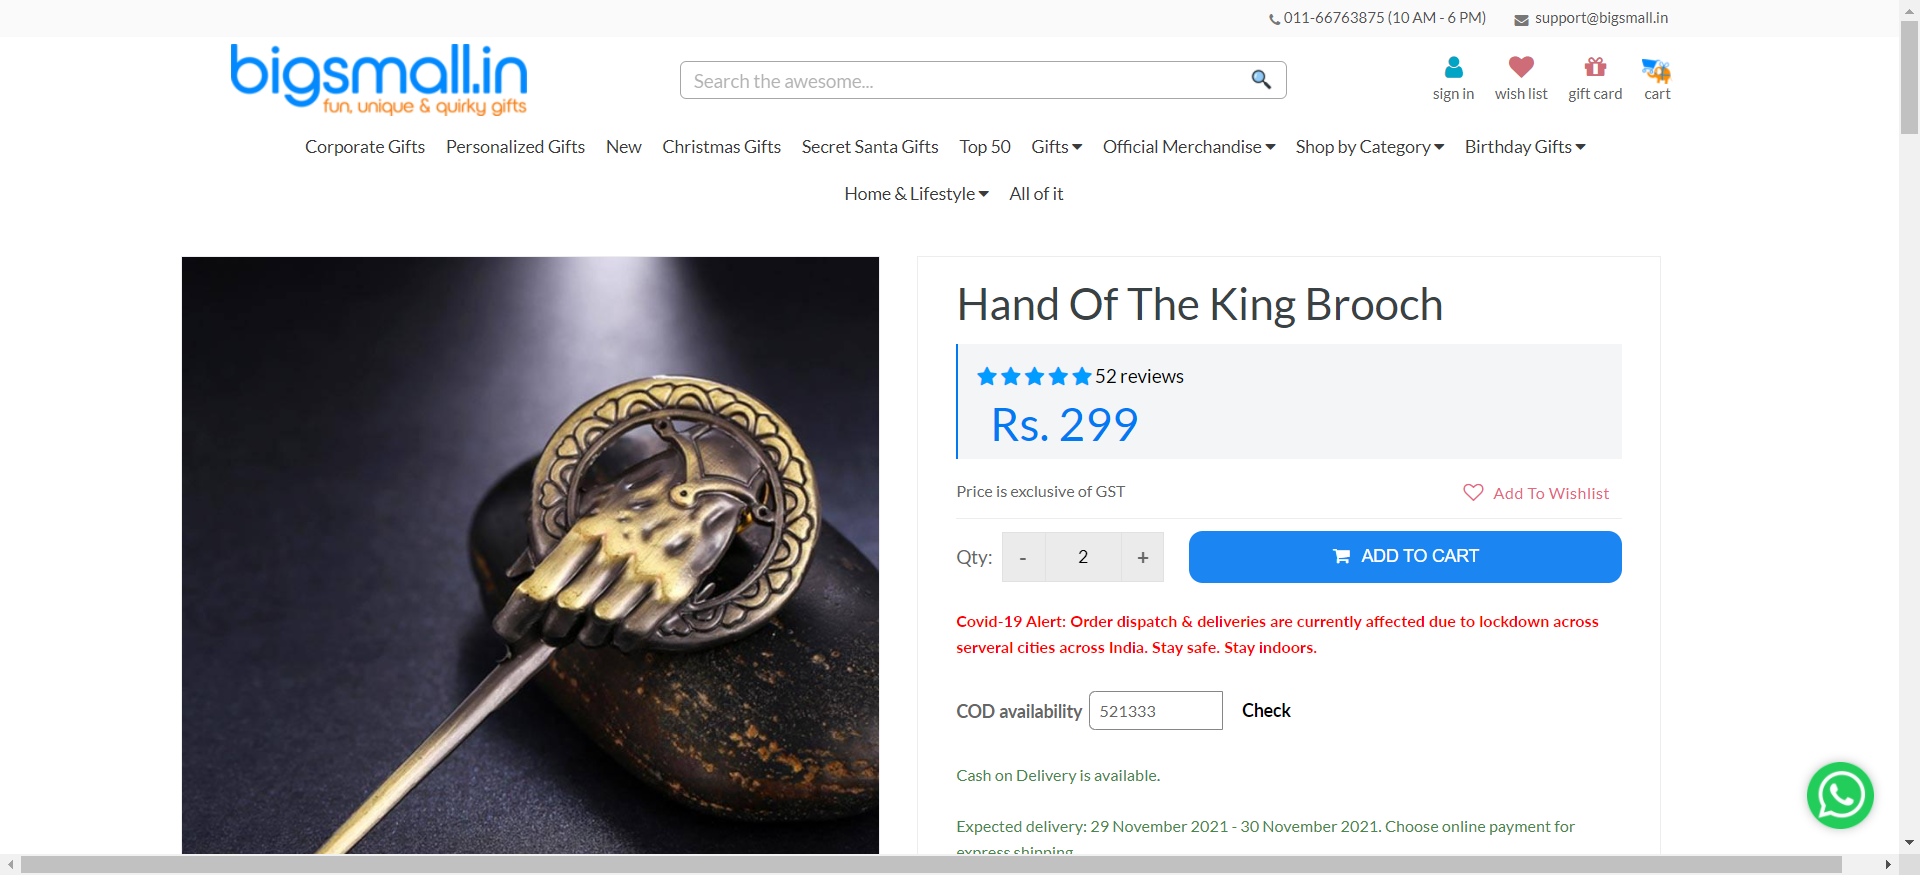 011-66763875 (10 AM - 6 PM) support@bigsmall.in
bigsmall.in
fun, unique & quirky gifts
Search the awesome...
sign in wish list gift card cart
Corporate Gifts Personalized Gifts New Christmas Gifts Secret Santa Gifts Top 50 Gifts Official Merchandise Shop by Category Birthday Gifts
Home & Lifestyle All of it
Hand Of The King Brooch
52 reviews
Rs. 299
Price is exclusive of GST Add To Wishlist
Qty: - 2 + ADD TO CART
Covid-19 Alert: Order dispatch & deliveries are currently affected due to lockdown across
serveral cities across India. Stay safe. Stay indoors.
COD availability 521333 Check
Cash on Delivery is available.
Expected delivery: 29 November 2021 - 30 November 2021. Choose online payment for
express shipping